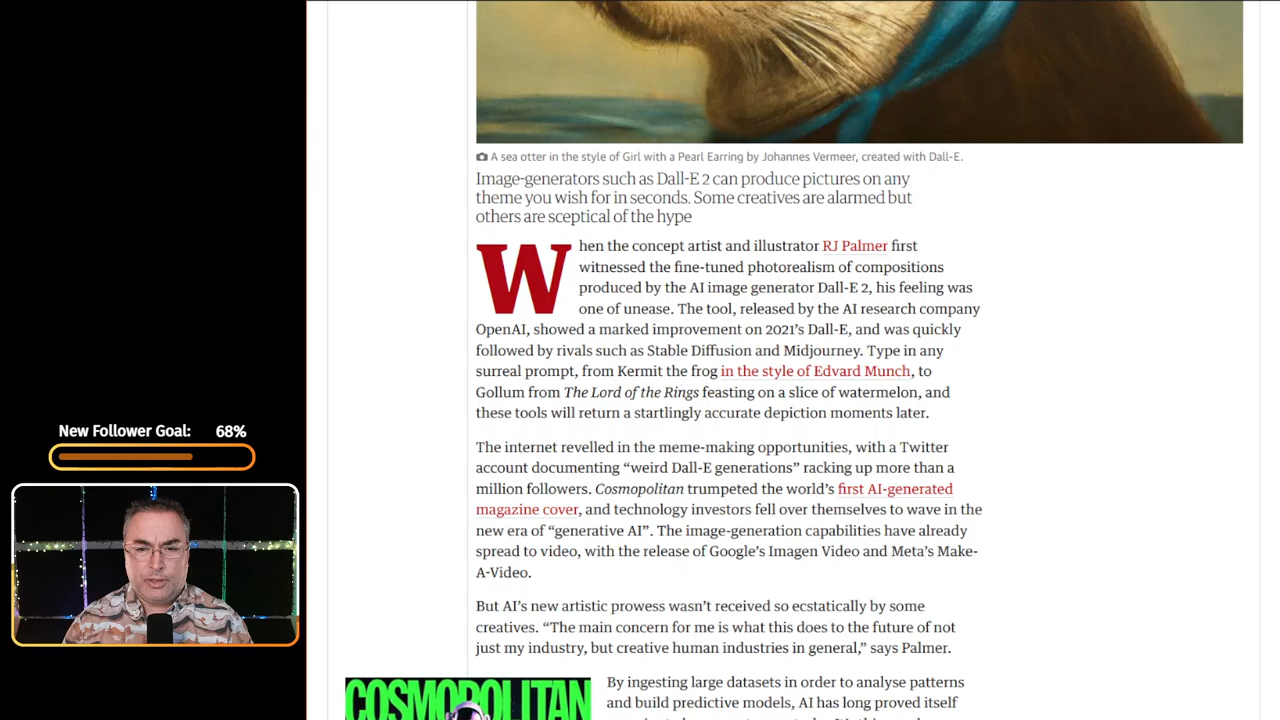 A sea otter in the style of Girl with a Pearl Earring by Johannes Vermeer, created with Dall-E.
Image-generators such as Dall-E 2 can produce pictures on any
theme you wish for in seconds. Some creatives are alarmed but
others are sceptical of the hype
When the concept artist and illustrator RJ Palmer first
witnessed the fine-tuned photorealism of compositions
produced by the AI image generator Dall-E 2, his feeling was
one of unease. The tool, released by the AI research company
OpenAI, showed a marked improvement on 2021’s Dall-E, and was quickly
followed by rivals such as Stable Diffusion and Midjourney. Type in any
surreal prompt, from Kermit the frog in the style of Edvard Munch, to
Gollum from The Lord of the Rings feasting on a slice of watermelon, and
these tools will return a startlingly accurate depiction moments later.
The internet revelled in the meme-making opportunities, with a Twitter
account documenting “weird Dall-E generations” racking up more than a
million followers. Cosmopolitan trumpeted the world’s first AI-generated
magazine cover, and technology investors fell over themselves to wave in the
new era of “generative AI”. The image-generation capabilities have already
spread to video, with the release of Google’s Imagen Video and Meta’s Make-
A-Video.
But AI’s new artistic prowess wasn’t received so ecstatically by some
creatives. “The main concern for me is what this does to the future of not
just my industry, but creative human industries in general,” says Palmer.
COSMOPOLITAN
By ingesting large datasets in order to analyse patterns
and build predictive models, AI has long proved itself
New Follower Goal: 68%